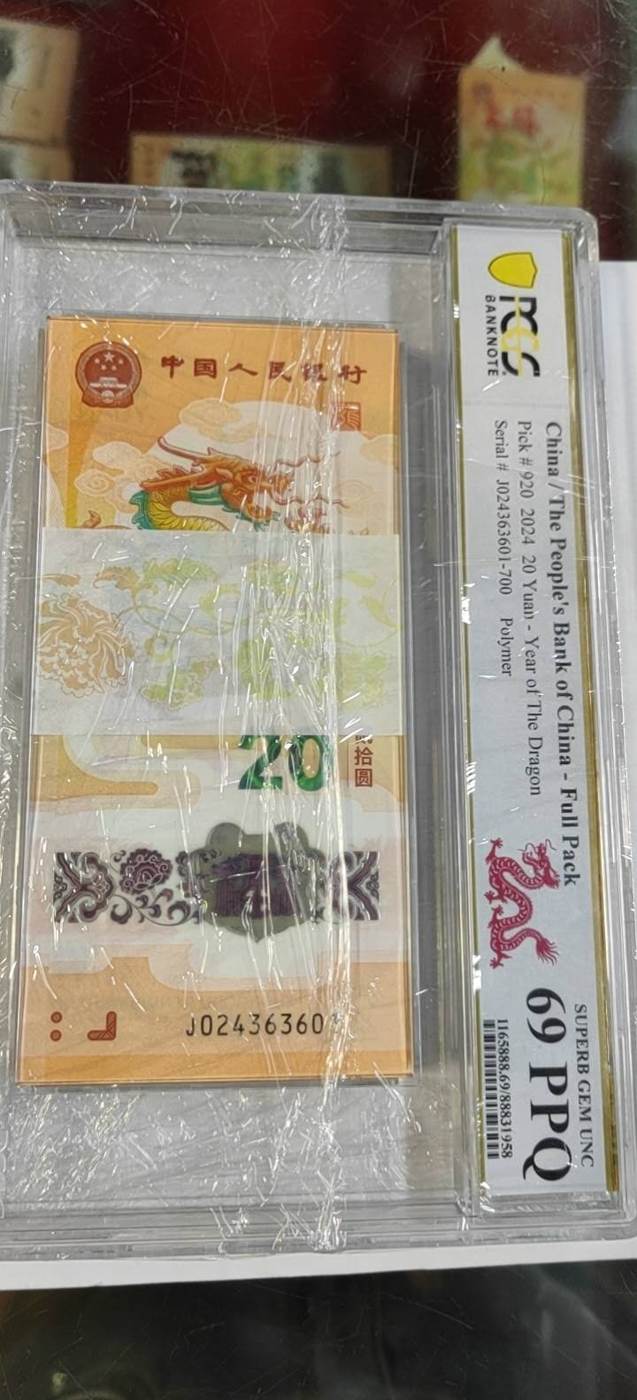 PCGS
BANKNOTE
China / The People's Bank of China - Full Pack
Pick # 920 2024 20 Yuan - Year of The Dragon
Serial # J024363601-700 Polymer
SUPERB GEM UNC
69 PPQ
1165888.69/88831958
中国人民银行
20
拾圆
J024363601